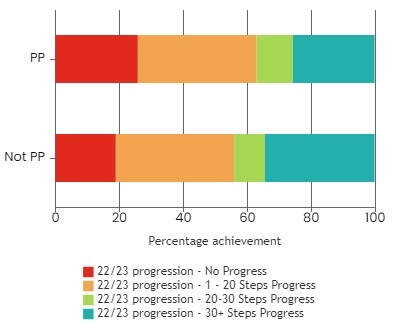 PP
Not PP
0 20 40 60 80 100
Percentage achievement
22/23 progression - No Progress
22/23 progression - 1 - 20 Steps Progress
22/23 progression - 20-30 Steps Progress
22/23 progression - 30+ Steps Progress